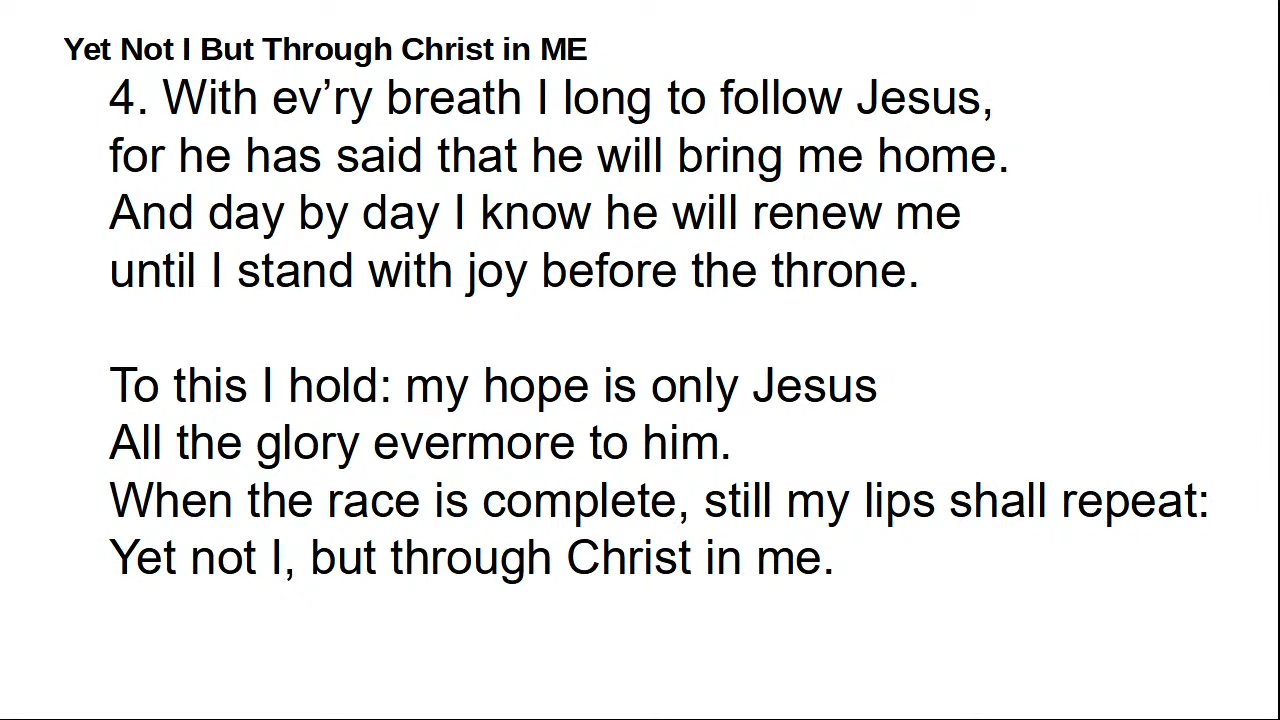 Yet Not I But Through Christ in ME
4. With ev’ry breath I long to follow Jesus,
for he has said that he will bring me home.
And day by day I know he will renew me
until I stand with joy before the throne.
To this I hold: my hope is only Jesus
All the glory evermore to him.
When the race is complete, still my lips shall repeat:
Yet not I, but through Christ in me.